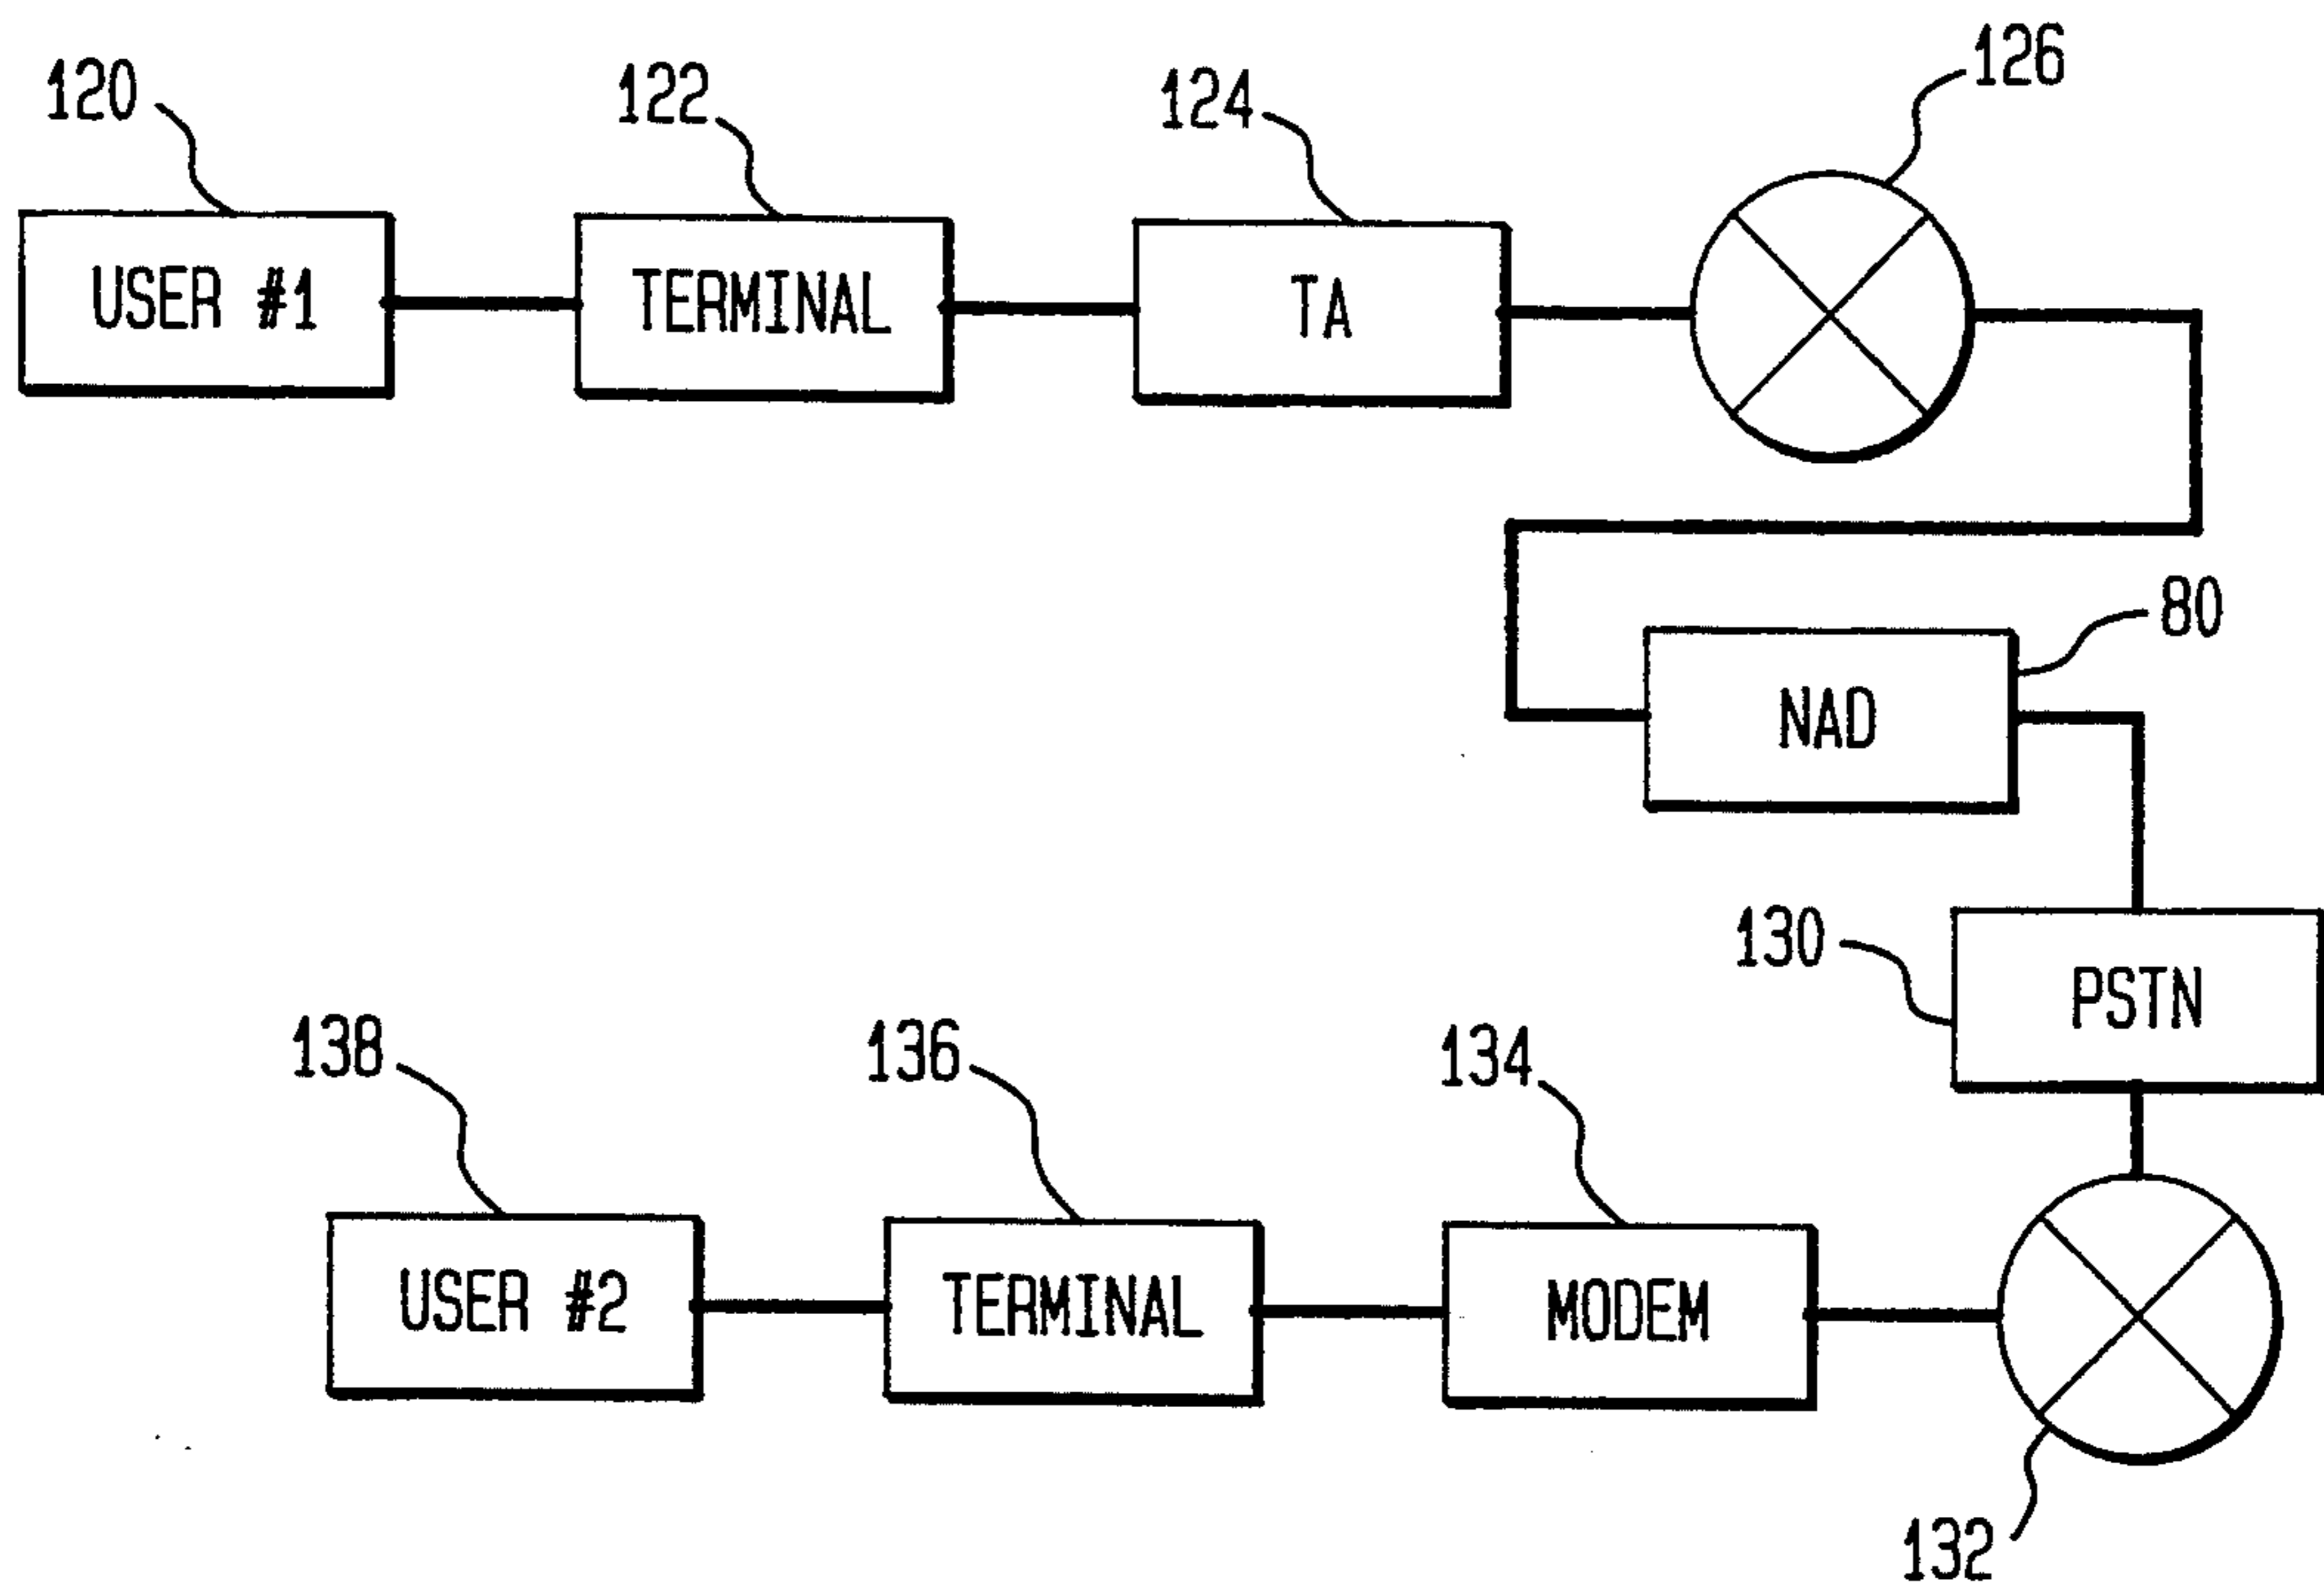 120
122
124
126
USER #1
TERMINAL
TA
80
NAD
130
PSTN
138
136
134
USER #2
TERMINAL
MODEM
132